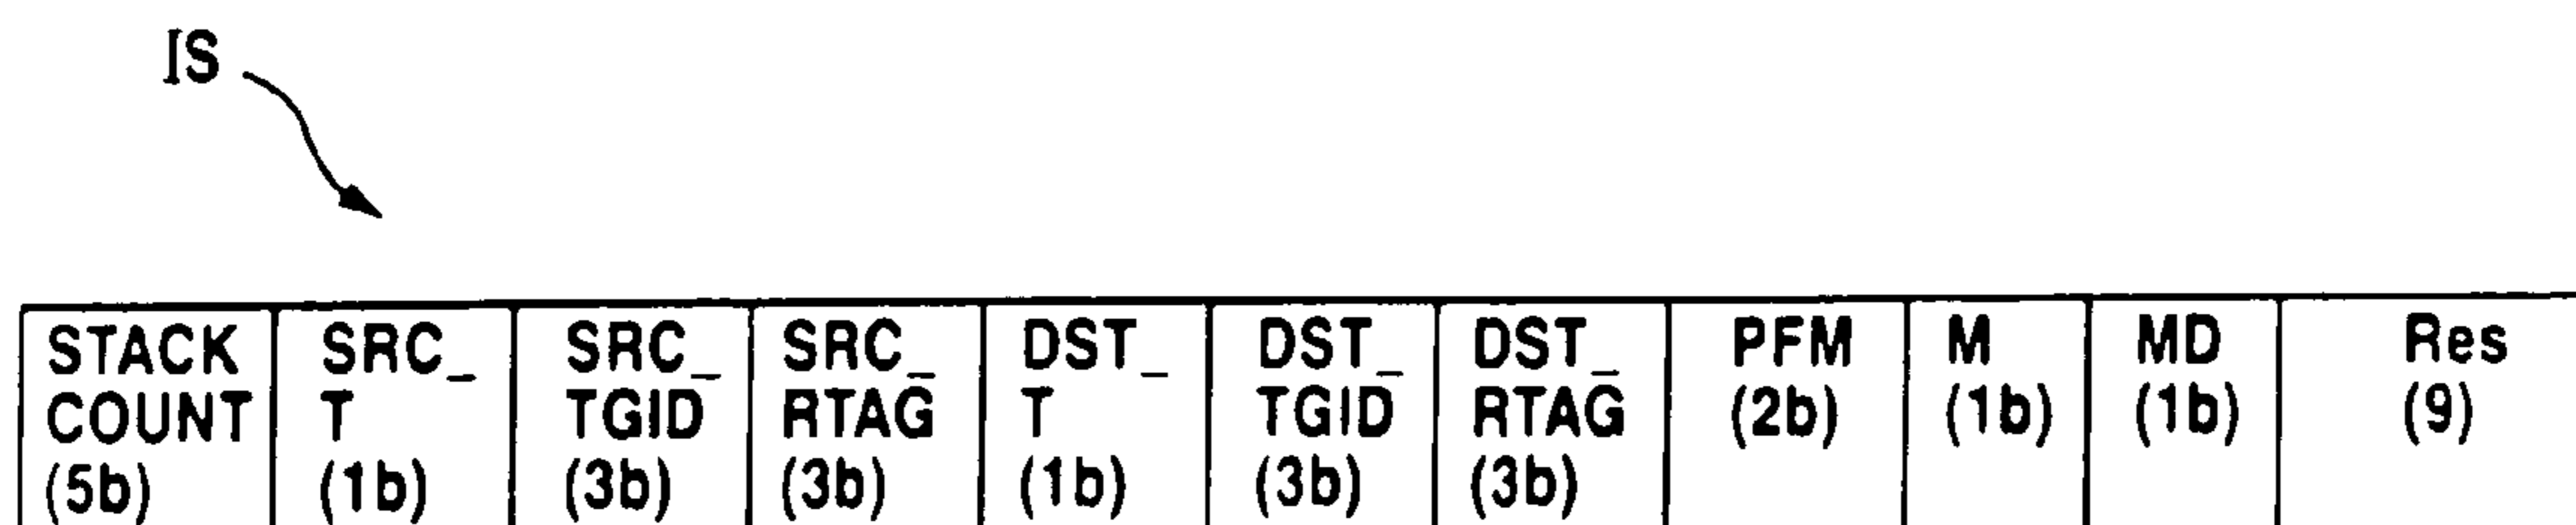 IS
STACK COUNT (5b)
SRC_ T (1b)
SRC_ TGID (3b)
SRC_ RTAG (3b)
DST_ T (1b)
DST_ TGID (3b)
DST_ RTAG (3b)
PFM (2b)
M (1b)
MD (1b)
Res (9)